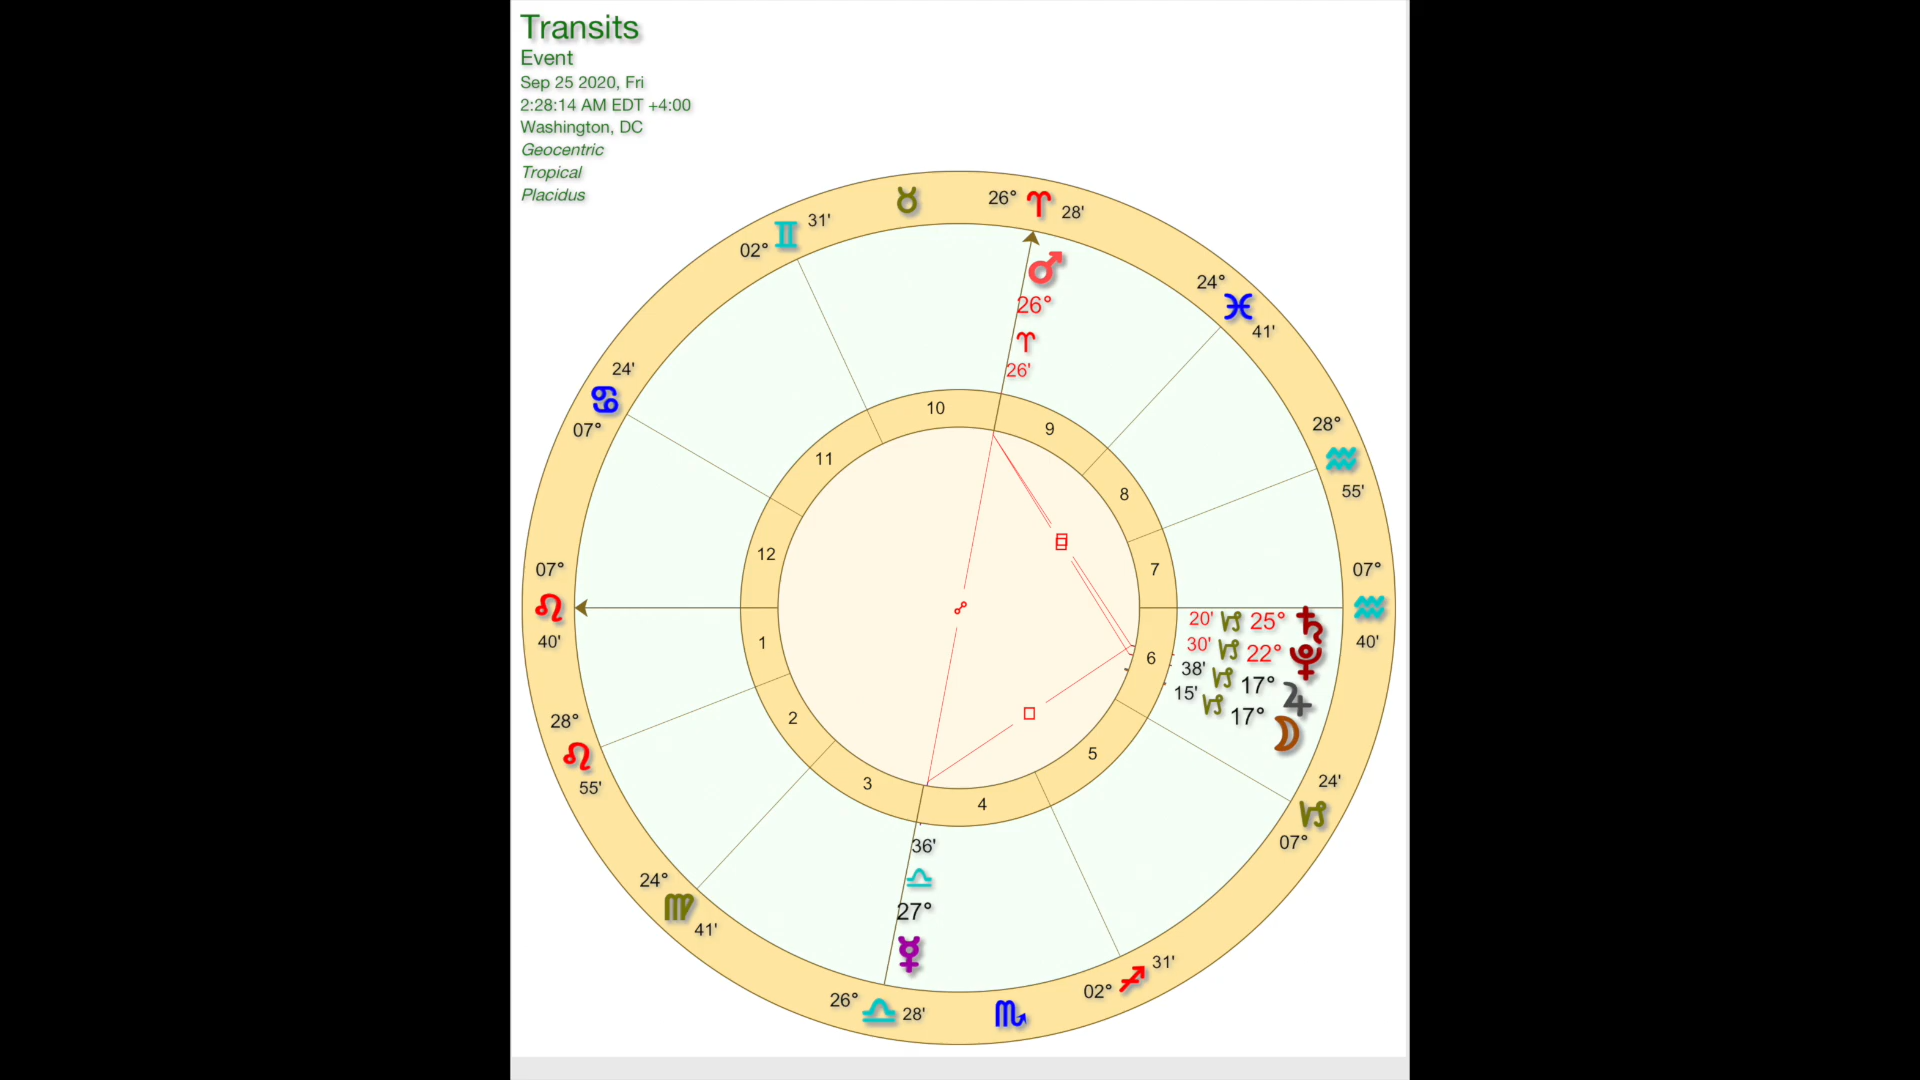 Transits
Event
Sep 25 2020, Fri
2:28:14 AM EDT +4:00
Washington, DC
Geocentric
Tropical
Placidus
♉ 26° ♈ 28'
02° ♊ 31'
♂
26°
♈
26'
24° ♓ 41'
24'
♋
07°
28°
♒
55'
10
9
11
8
12
7
07°
♌
40'
07°
♒
40'
20' ♑ 25° ♄
30' ♑ 22° ♇
38' ♑ 17° ♃
15' ♑ 17° ☽
1
6
2
5
3
4
28°
♌
55'
24'
♑
07°
36'
♎
27°
☿
24° ♍ 41'
02° ♐ 31'
26° ♎ 28' ♏